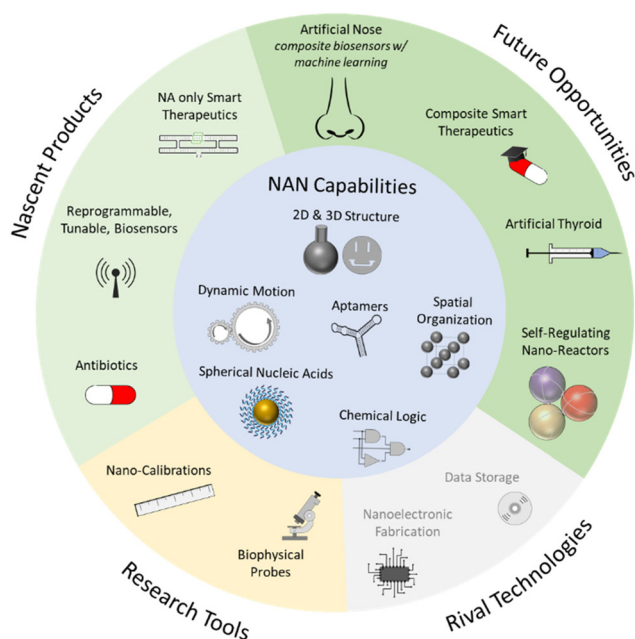 Artificial Nose
composite biosensors w/
machine learning
Future Opportunities
Composite Smart
Therapeutics
Artificial Thyroid
Self-Regulating
Nano-Reactors
Nascent Products
NA only Smart
Therapeutics
Reprogrammable,
Tunable, Biosensors
Antibiotics
NAN Capabilities
2D & 3D Structure
Dynamic Motion
Aptamers
Spatial
Organization
Spherical Nucleic Acids
Chemical Logic
Nano-Calibrations
Biophysical
Probes
Research Tools
Data Storage
Nanoelectronic
Fabrication
Rival Technologies